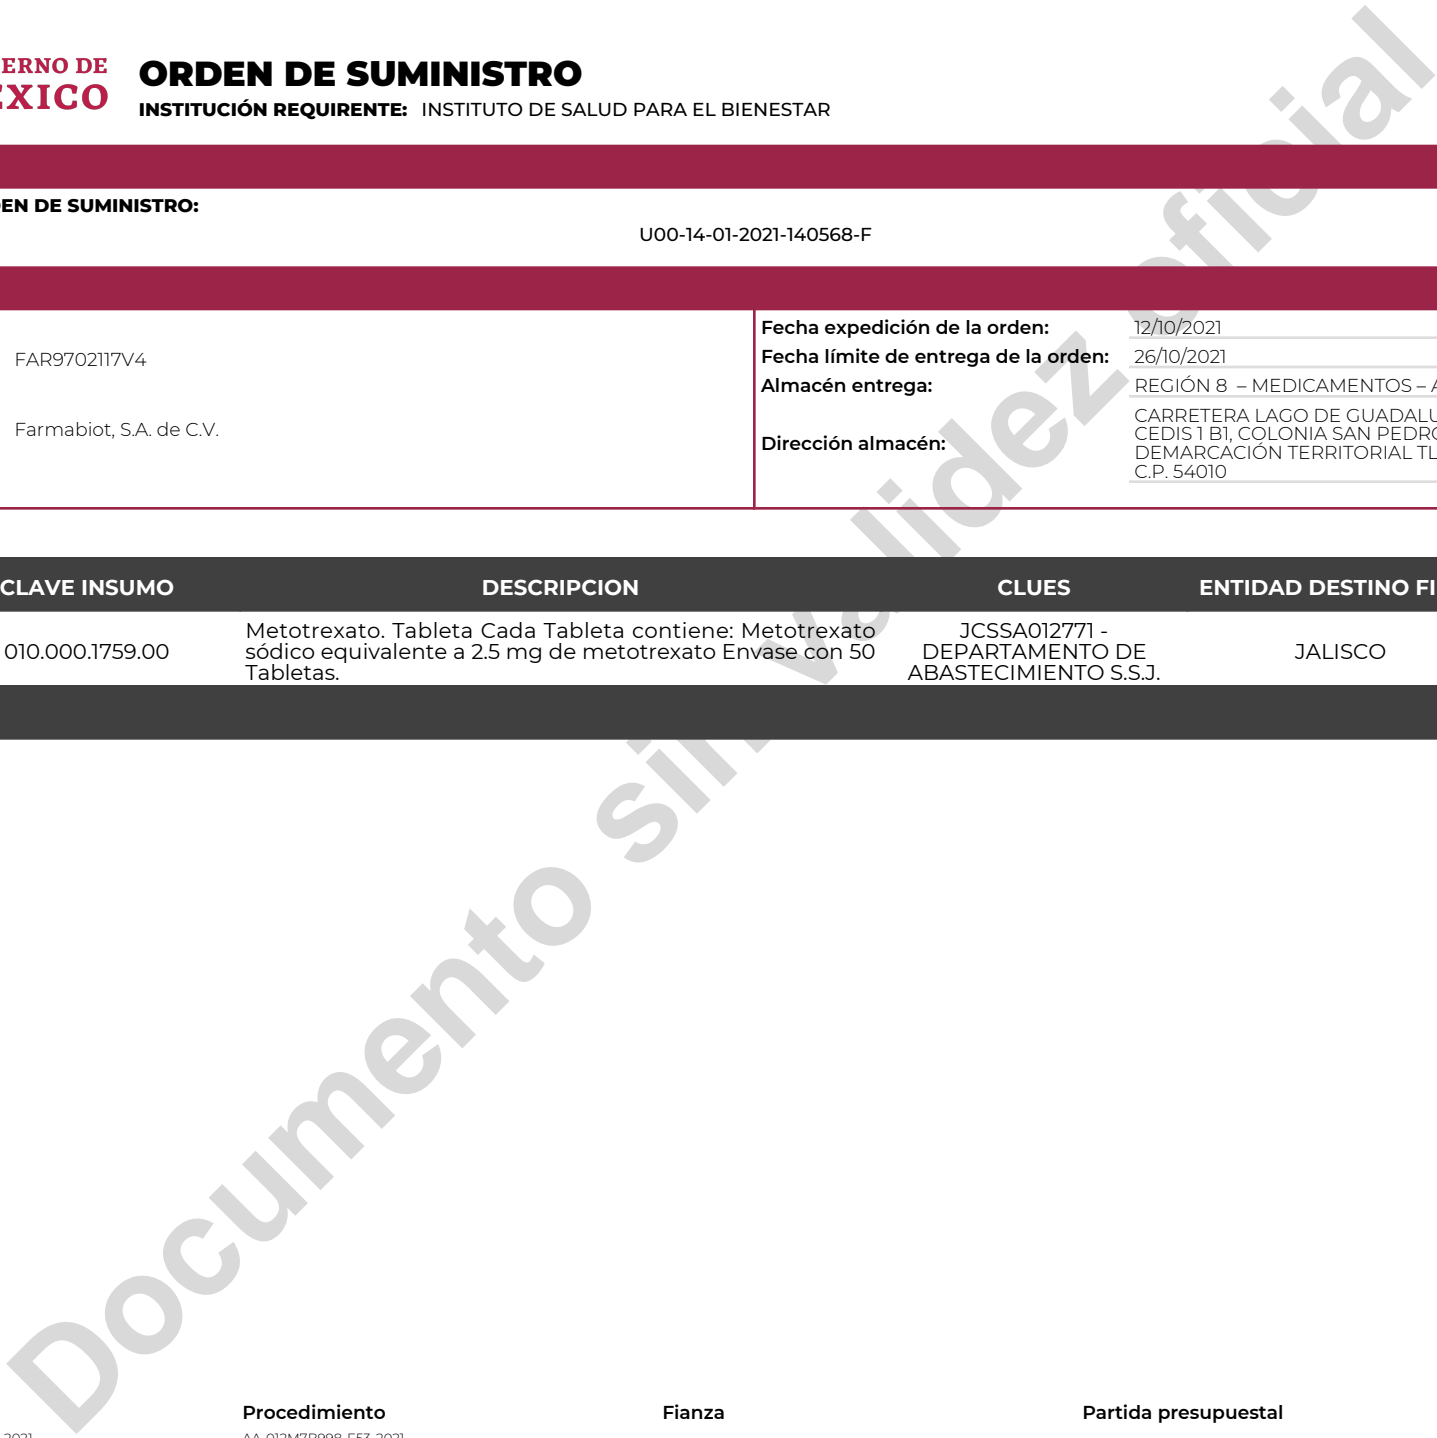 ERNO DE
ORDEN DE SUMINISTRO
INSTITUCIÓN REQUIRENTE: INSTITUTO DE SALUD PARA EL BIENESTAR
EN DE SUMINISTRO:
U00-14-01-2021-140568-F
FAR9702117V4
Farmabiot, S.A. de C.V.
Fecha expedición de la orden: 12/10/2021
Fecha límite de entrega de la orden: 26/10/2021
Almacén entrega: REGIÓN 8 – MEDICAMENTOS – A
Dirección almacén:
CARRETERA LAGO DE GUADALU
CEDIS 1 B1, COLONIA SAN PEDRO
DEMARCACIÓN TERRITORIAL TL
C.P. 54010
CLAVE INSUMO DESCRIPCION CLUES ENTIDAD DESTINO FI
010.000.1759.00
Metotrexato. Tableta Cada Tableta contiene: Metotrexato
sódico equivalente a 2.5 mg de metotrexato Envase con 50
Tabletas.
JCSSA012771 -
DEPARTAMENTO DE
ABASTECIMIENTO S.S.J.
JALISCO
Documento sin validez oficial
Procedimiento Fianza Partida presupuestal